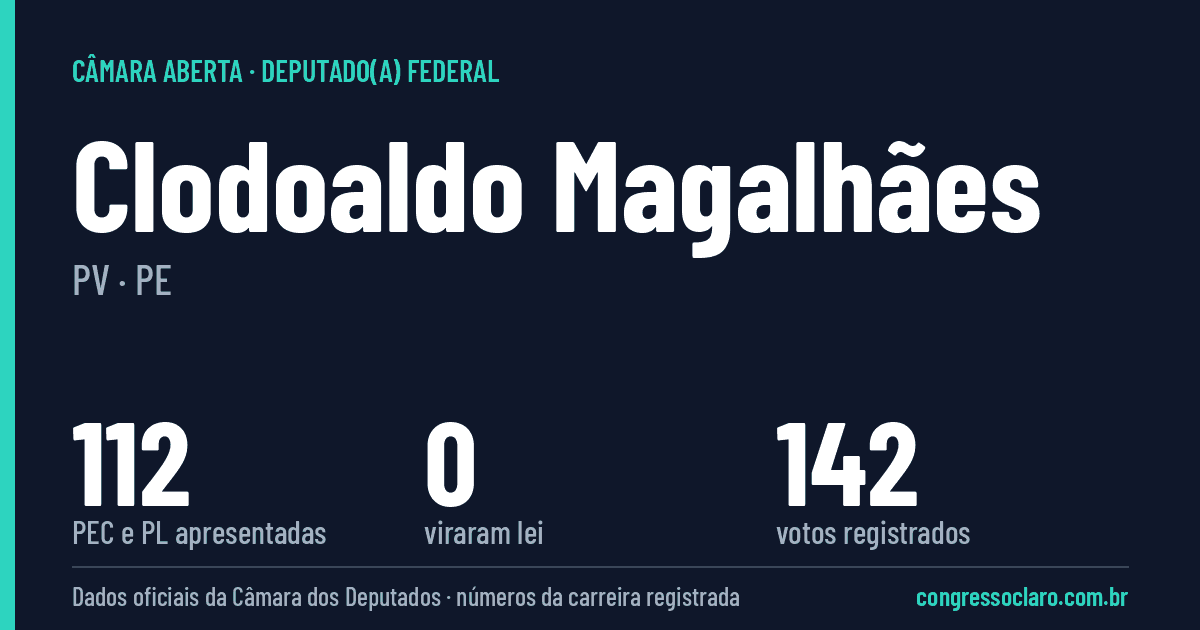 CÂMARA ABERTA · DEPUTADO(A) FEDERAL
Clodoaldo Magalhães
PV · PE
112 0 142
PEC e PL apresentadas viraram lei votos registrados
Dados oficiais da Câmara dos Deputados · números da carreira registrada congressoclaro.com.br